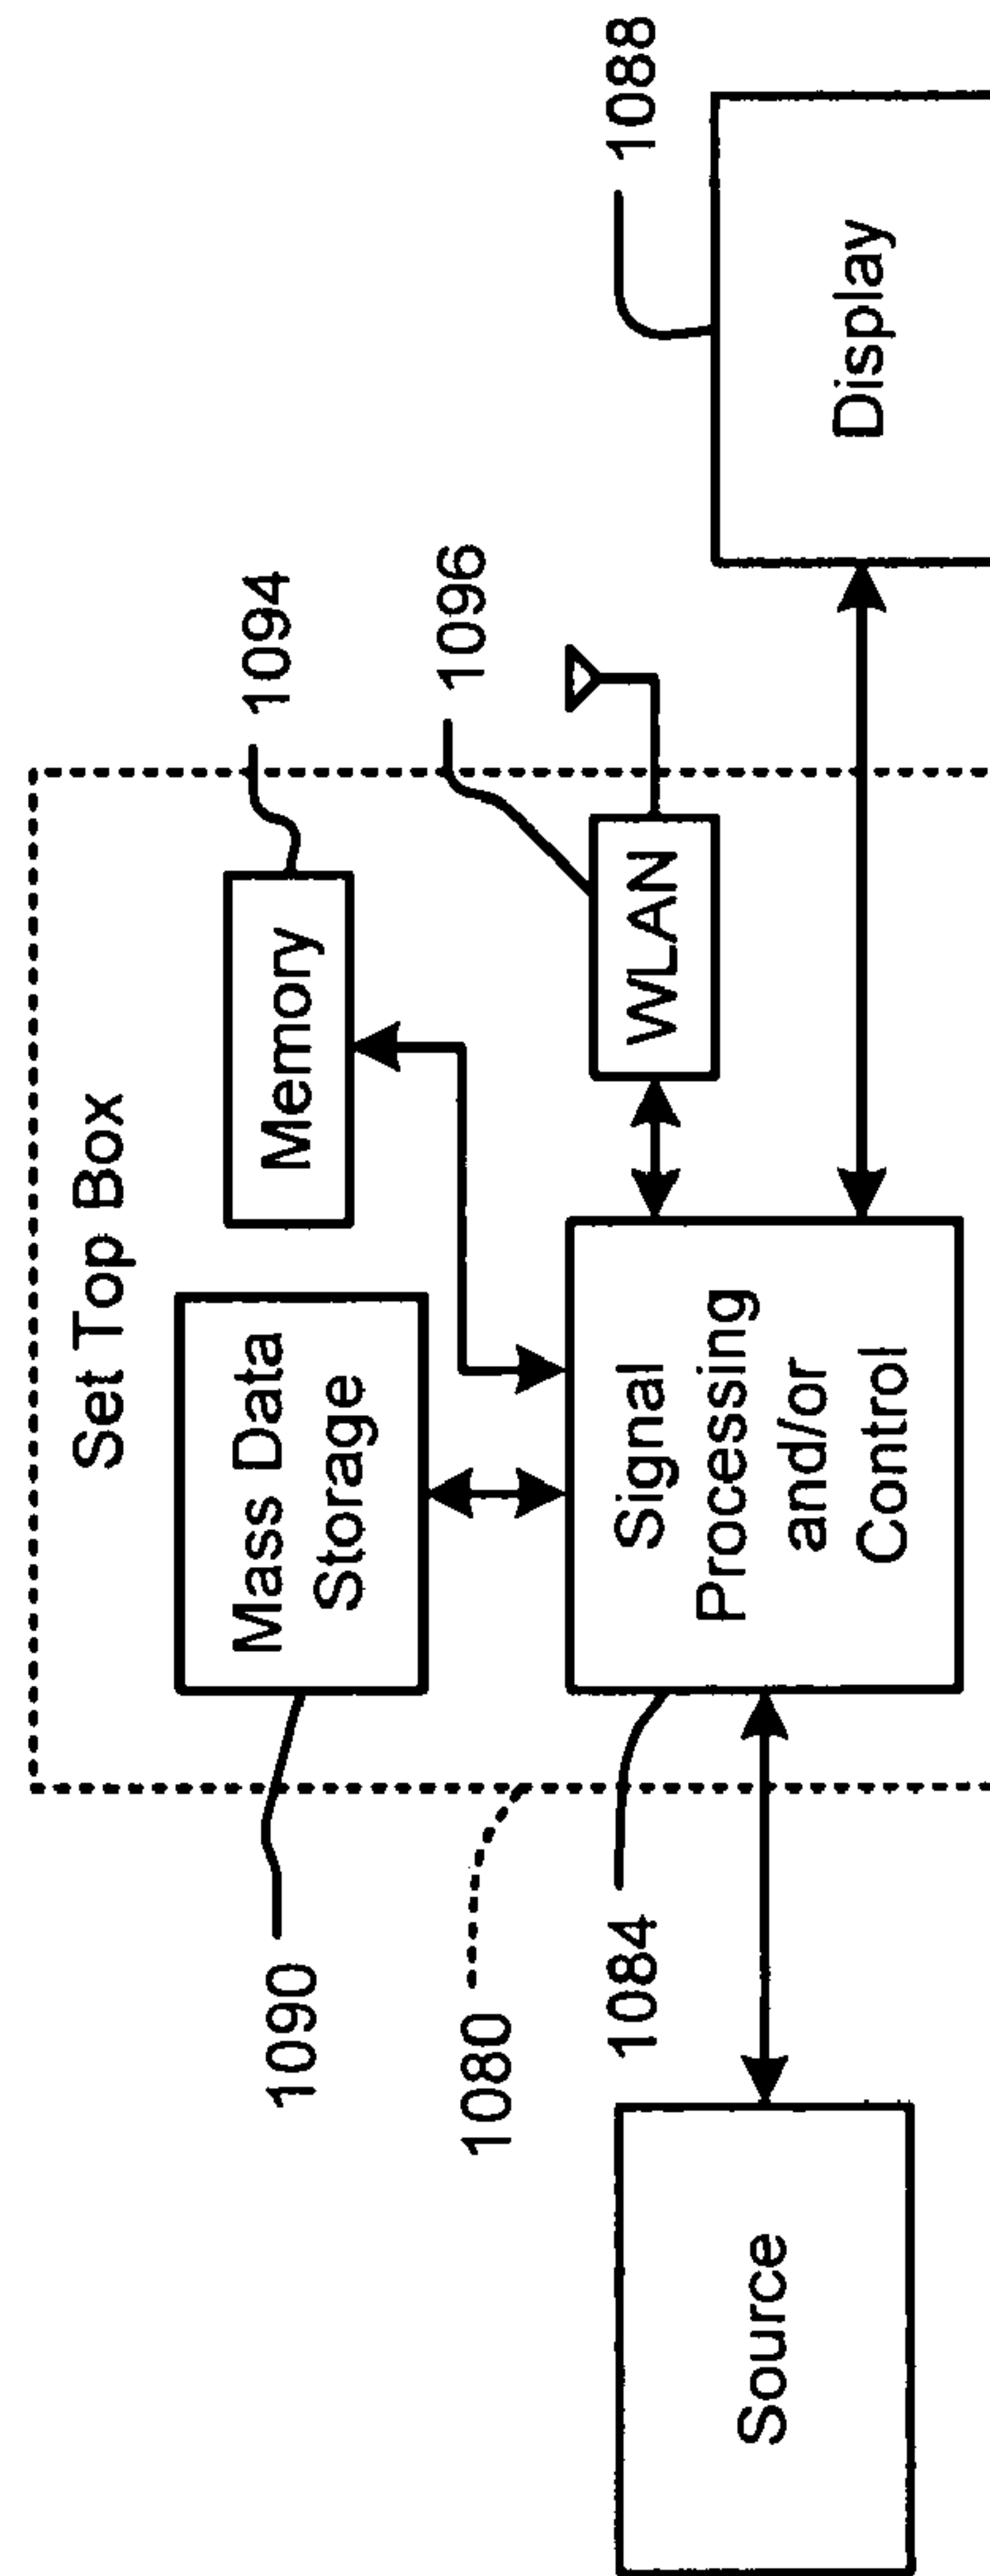 Set Top Box
1090
Mass Data
Storage
Memory
1094
1080
1096
1084
Signal
Processing
and/or
Control
WLAN
1088
Source
Display